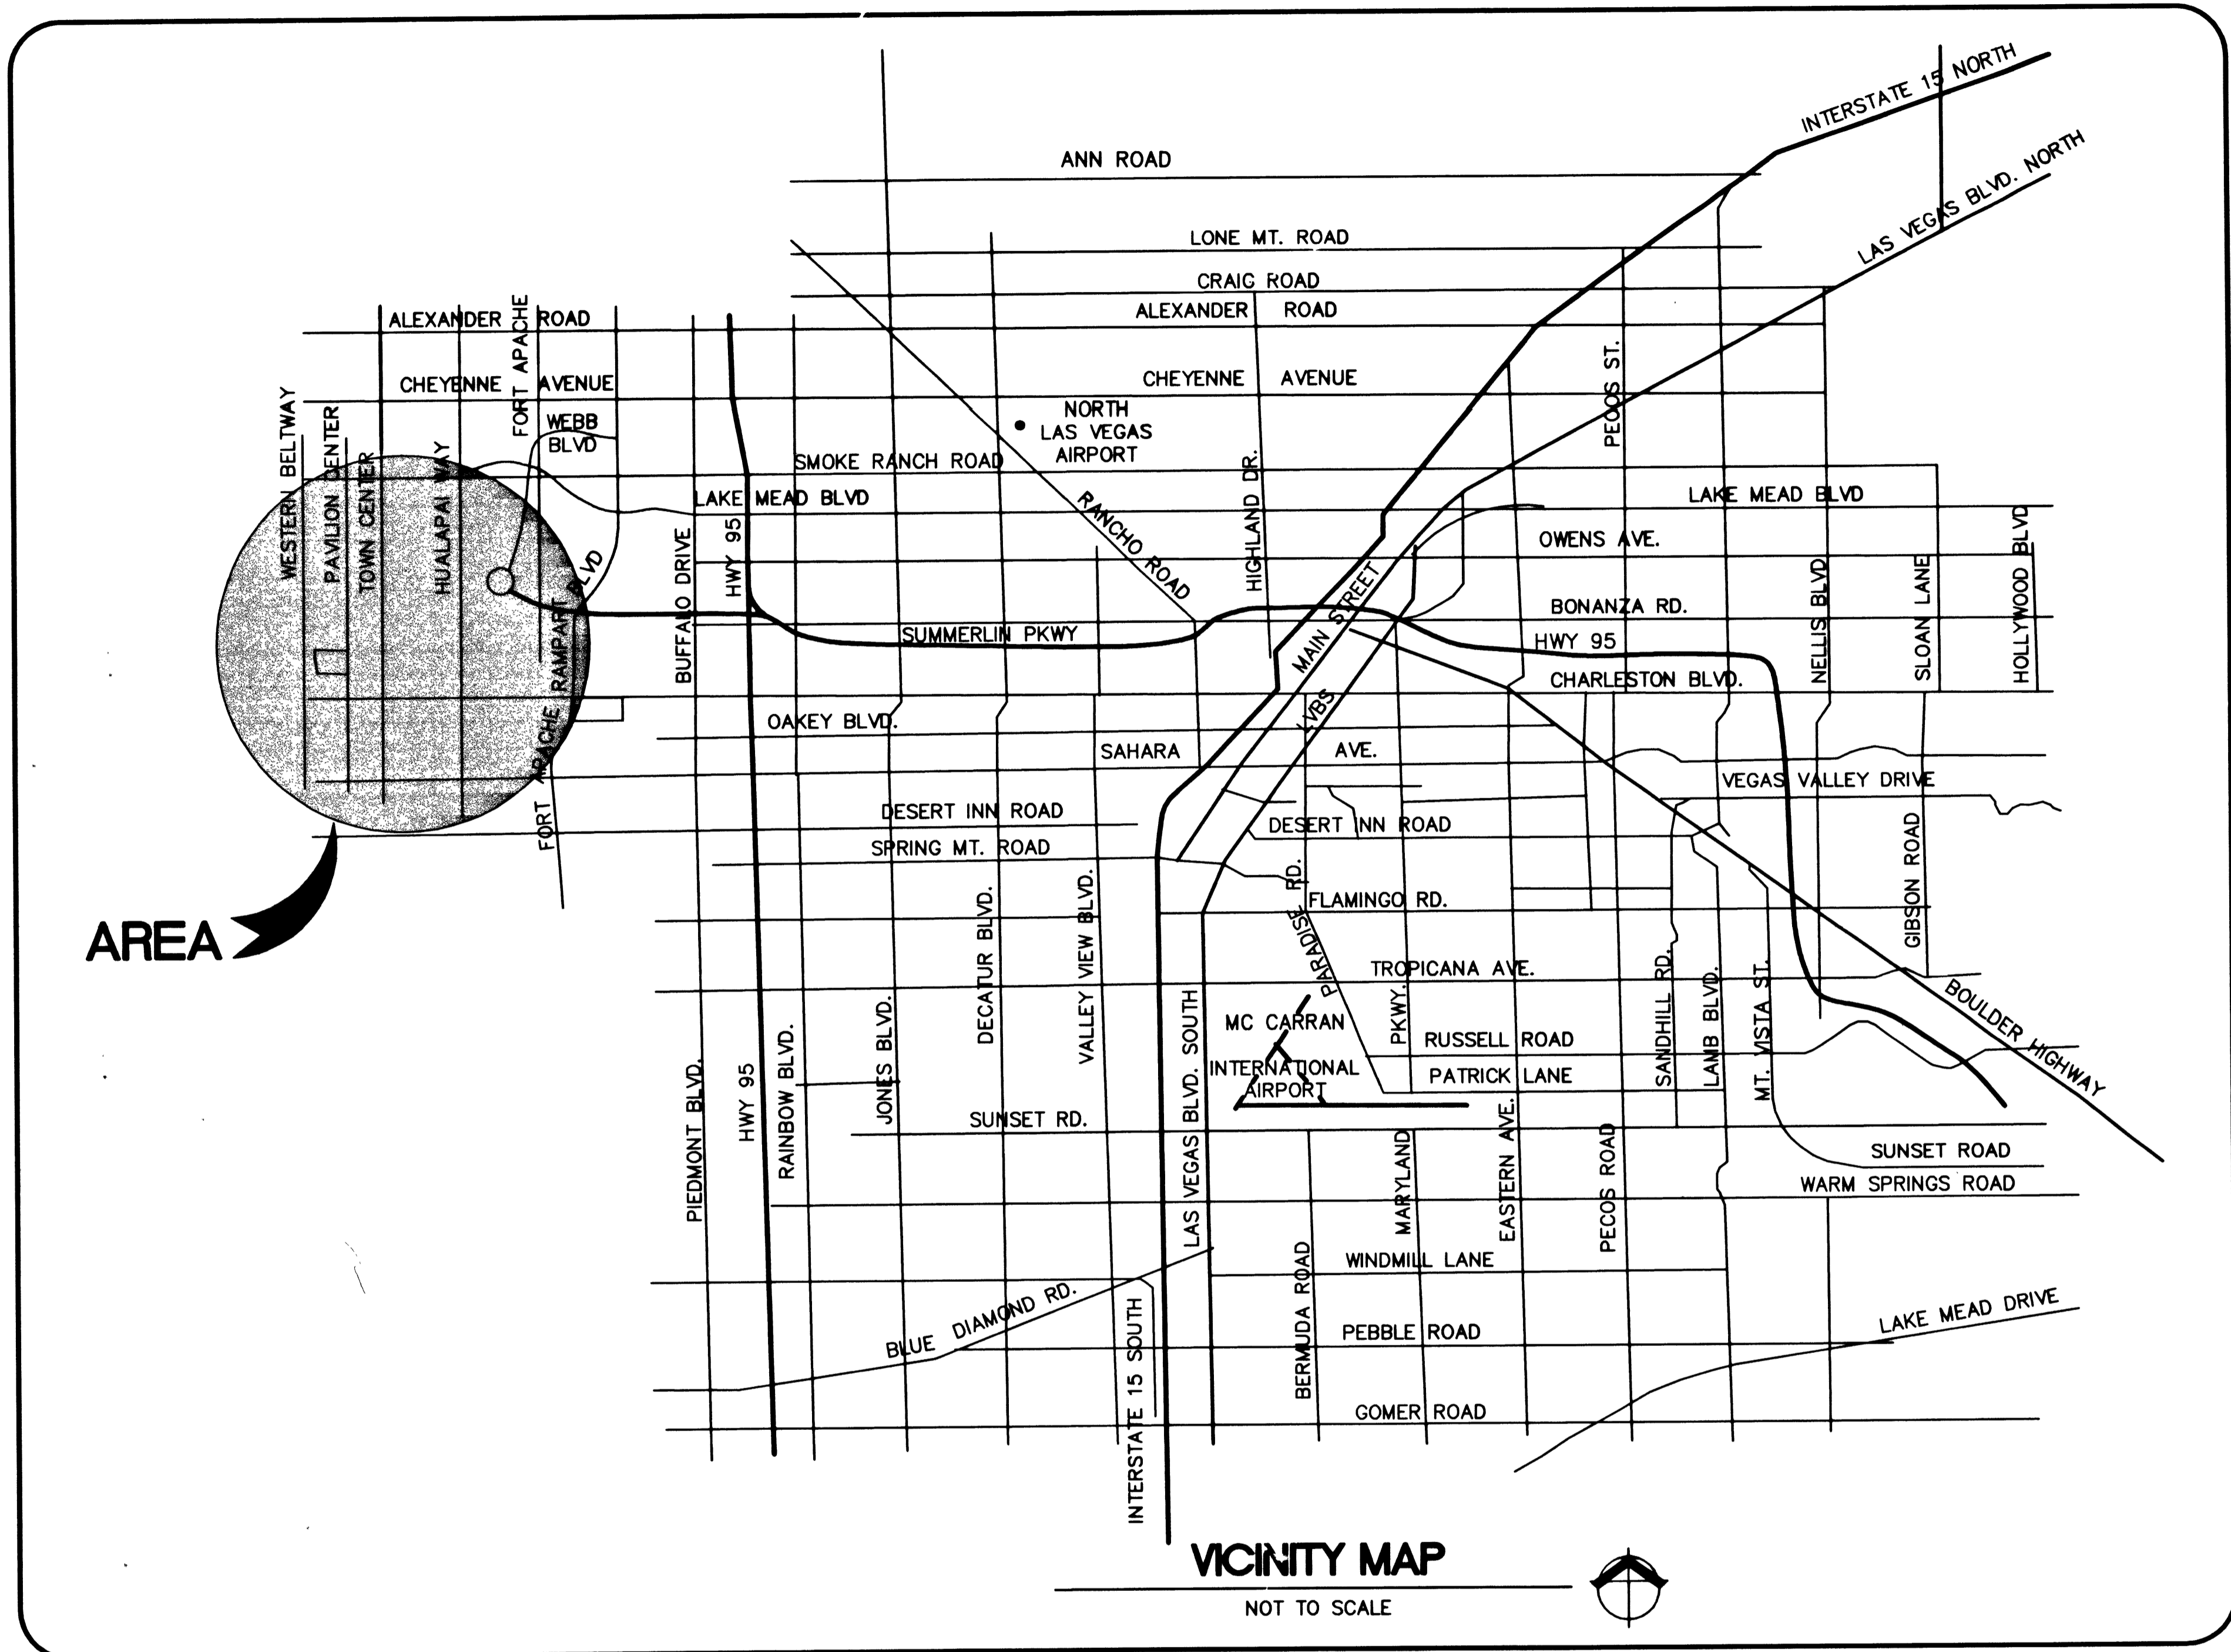 INTERSTATE 15 NORTH
LAS VEGAS BLVD. NORTH
ANN ROAD
LONE MT. ROAD
CRAIG ROAD
ALEXANDER ROAD
ALEXANDER ROAD
FORT APACHE
CHEYENNE AVENUE
CHEYENNE AVENUE
WEBB
BLVD
NORTH
LAS VEGAS
AIRPORT
PECOS ST.
WESTERN BELTWAY
PAVILION CENTER
TOWN CENTER
HUALAPAI WAY
SMOKE RANCH ROAD
LAKE MEAD BLVD
LAKE MEAD BLVD
RANCHO ROAD
HIGHLAND DR.
OWENS AVE.
BUFFALO DRIVE
HWY 95
RAMPART BLVD
FORT APACHE
MAIN STREET
BONANZA RD.
SUMMERLIN PKWY
HWY 95
NELLIS BLVD
SLOAN LANE
HOLLYWOOD BLVD
CHARLESTON BLVD.
LVBS
OAKEY BLVD.
SAHARA AVE.
VEGAS VALLEY DRIVE
DESERT INN ROAD
DESERT INN ROAD
SPRING MT. ROAD
AREA
FLAMINGO RD.
PARADISE RD.
GIBSON ROAD
DECATUR BLVD.
VALLEY VIEW BLVD.
TROPICANA AVE.
SANDHILL RD.
LAMB BLVD.
MT. VISTA ST.
BOULDER HIGHWAY
MC CARRAN
INTERNATIONAL
AIRPORT
PKWY.
RUSSELL ROAD
PATRICK LANE
PIEDMONT BLVD.
HWY 95
RAINBOW BLVD.
JONES BLVD.
LAS VEGAS BLVD. SOUTH
SUNSET RD.
MARYLAND
EASTERN AVE.
PECOS ROAD
SUNSET ROAD
WARM SPRINGS ROAD
WINDMILL LANE
BLUE DIAMOND RD.
INTERSTATE 15 SOUTH
BERMUDA ROAD
PEBBLE ROAD
LAKE MEAD DRIVE
GOMER ROAD
VICINITY MAP
NOT TO SCALE